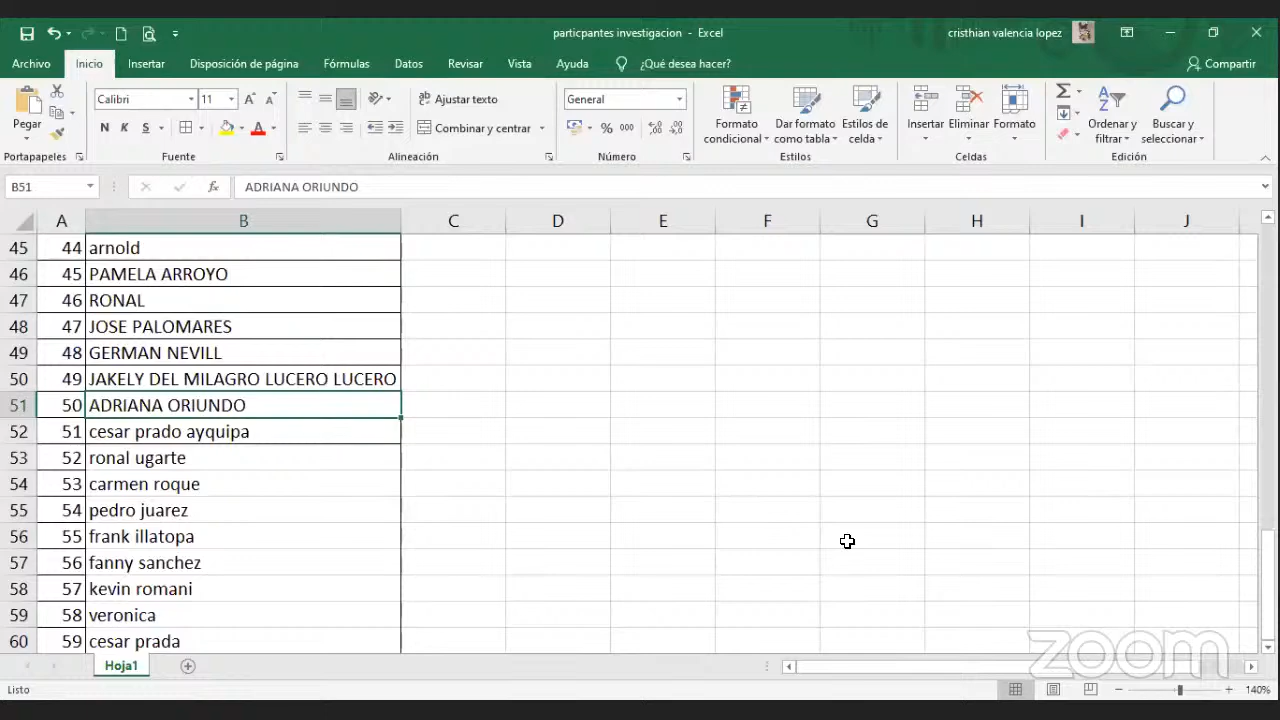 particpantes investigacion - Excel
cristhian valencia lopez
Archivo Inicio Insertar Disposición de página Fórmulas Datos Revisar Vista Ayuda ¿Qué desea hacer? Compartir
Pegar
Calibri 11
N K S
Ajustar texto
Combinar y centrar
General
% 000
Formato condicional
Dar formato como tabla
Estilos de celda
Insertar Eliminar Formato
Ordenar y filtrar
Buscar y seleccionar
Portapapeles Fuente Alineación Número Estilos Celdas Edición
B51 fx ADRIANA ORIUNDO
A B C D E F G H I J
45 44 arnold
46 45 PAMELA ARROYO
47 46 RONAL
48 47 JOSE PALOMARES
49 48 GERMAN NEVILL
50 49 JAKELY DEL MILAGRO LUCERO LUCERO
51 50 ADRIANA ORIUNDO
52 51 cesar prado ayquipa
53 52 ronal ugarte
54 53 carmen roque
55 54 pedro juarez
56 55 frank illatopa
57 56 fanny sanchez
58 57 kevin romani
59 58 veronica
60 59 cesar prada
Hoja1
zoom
Listo
140%